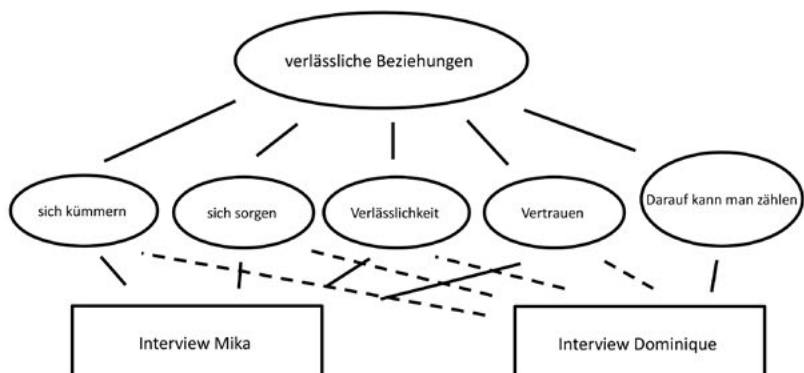 verlässliche Beziehungen
sich kümmern
sich sorgen
Verlässlichkeit
Vertrauen
Darauf kann man zählen
Interview Mika
Interview Dominique